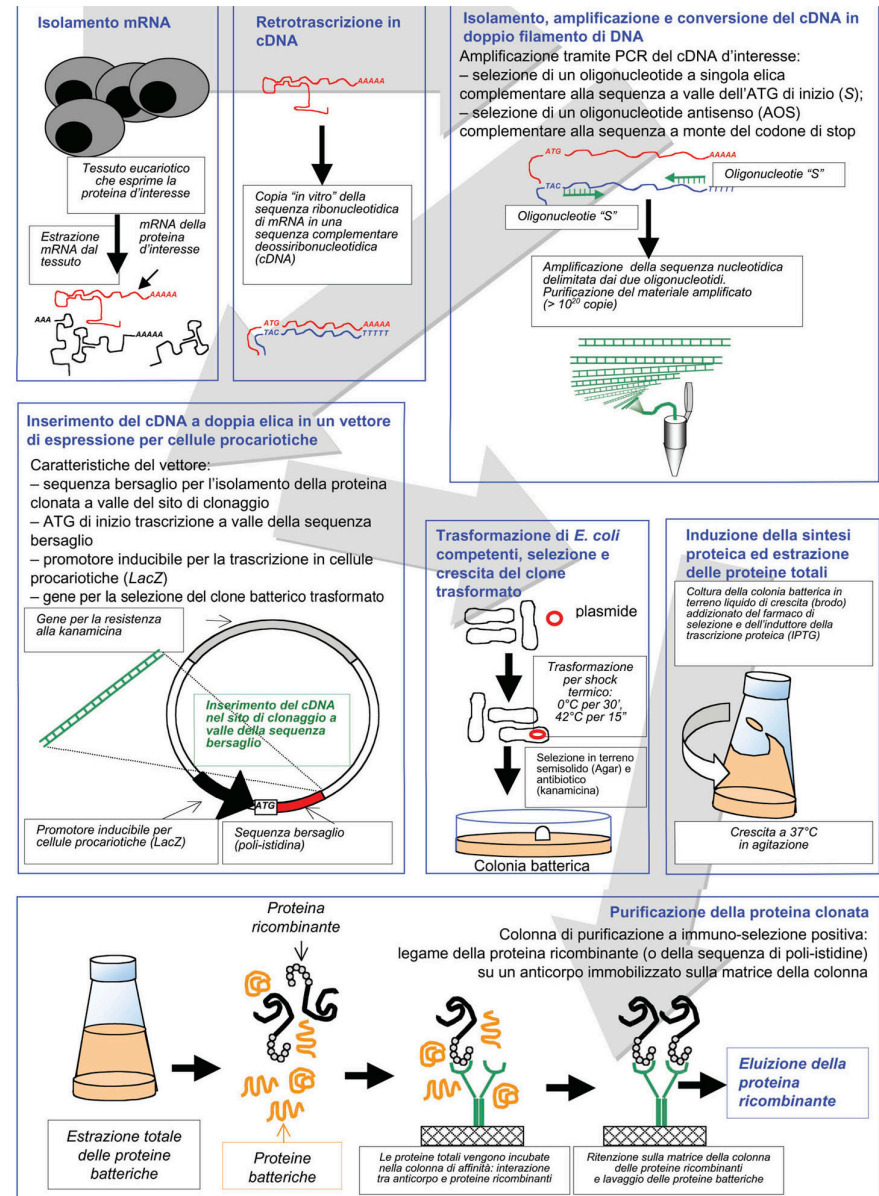 Isolamento mRNA
Tessuto eucariotico
che esprime la
proteina d'interesse
Estrazione
mRNA dal
tessuto
mRNA della
proteina
d'interesse
AAAAA
AAA
AAAAA
Retrotrascrizione in
cDNA
AAAAA
Copia "in vitro" della
sequenza ribonucleotidica
di mRNA in una
sequenza complementare
deossiribonucleotidica
(cDNA)
ATG
AAAAA
TAC
TTTTT
Isolamento, amplificazione e conversione del cDNA in
doppio filamento di DNA
Amplificazione tramite PCR del cDNA d'interesse:
– selezione di un oligonucleotide a singola elica
complementare alla sequenza a valle dell'ATG di inizio (S);
– selezione di un oligonucleotide antisenso (AOS)
complementare alla sequenza a monte del codone di stop
ATG
AAAAA
TAC
TTTTT
Oligonucleotie "S"
Oligonucleotie "S"
Amplificazione della sequenza nucleotidica
delimitata dai due oligonucleotidi.
Purificazione del materiale amplificato
(> 10²⁰ copie)
Inserimento del cDNA a doppia elica in un vettore
di espressione per cellule procariotiche
Caratteristiche del vettore:
– sequenza bersaglio per l'isolamento della proteina
clonata a valle del sito di clonaggio
– ATG di inizio trascrizione a valle della sequenza
bersaglio
– promotore inducibile per la trascrizione in cellule
procariotiche (LacZ)
– gene per la selezione del clone batterico trasformato
Gene per la resistenza
alla kanamicina
Inserimento del cDNA
nel sito di clonaggio a
valle della sequenza
bersaglio
ATG
Promotore inducibile per
cellule procariotiche (LacZ)
Sequenza bersaglio
(poli-istidina)
Trasformazione di E. coli
competenti, selezione e
crescita del clone
trasformato
plasmide
Trasformazione
per shock
termico:
0°C per 30',
42°C per 15"
Selezione in terreno
semisolido (Agar) e
antibiotico
(kanamicina)
Colonia batterica
Induzione della sintesi
proteica ed estrazione
delle proteine totali
Coltura della colonia batterica in
terreno liquido di crescita (brodo)
addizionato del farmaco di
selezione e dell'induttore della
trascrizione proteica (IPTG)
Crescita a 37°C
in agitazione
Purificazione della proteina clonata
Colonna di purificazione a immuno-selezione positiva:
legame della proteina ricombinante (o della sequenza di poli-istidine)
su un anticorpo immobilizzato sulla matrice della colonna
Proteina
ricombinante
Estrazione totale
delle proteine
batteriche
Proteine
batteriche
Le proteine totali vengono incubate
nella colonna di affinità: interazione
tra anticorpo e proteine ricombinanti
Ritenzione sulla matrice della colonna
delle proteine ricombinanti
e lavaggio delle proteine batteriche
Eluizione della
proteina
ricombinante